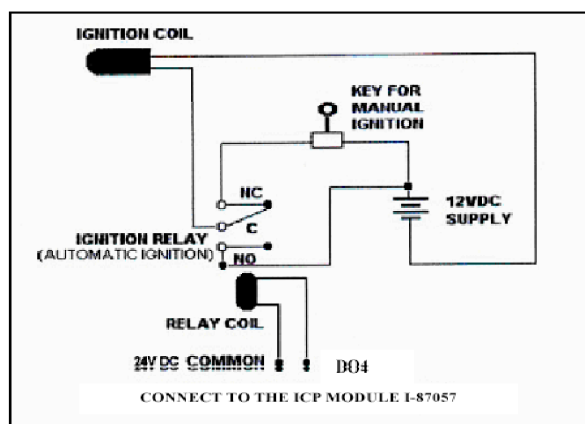 IGNITION COIL
KEY FOR
MANUAL
IGNITION
NC
C
12VDC
SUPPLY
IGNITION RELAY
(AUTOMATIC IGNITION)
NO
RELAY COIL
24V DC COMMON
DO4
CONNECT TO THE ICP MODULE I-87057